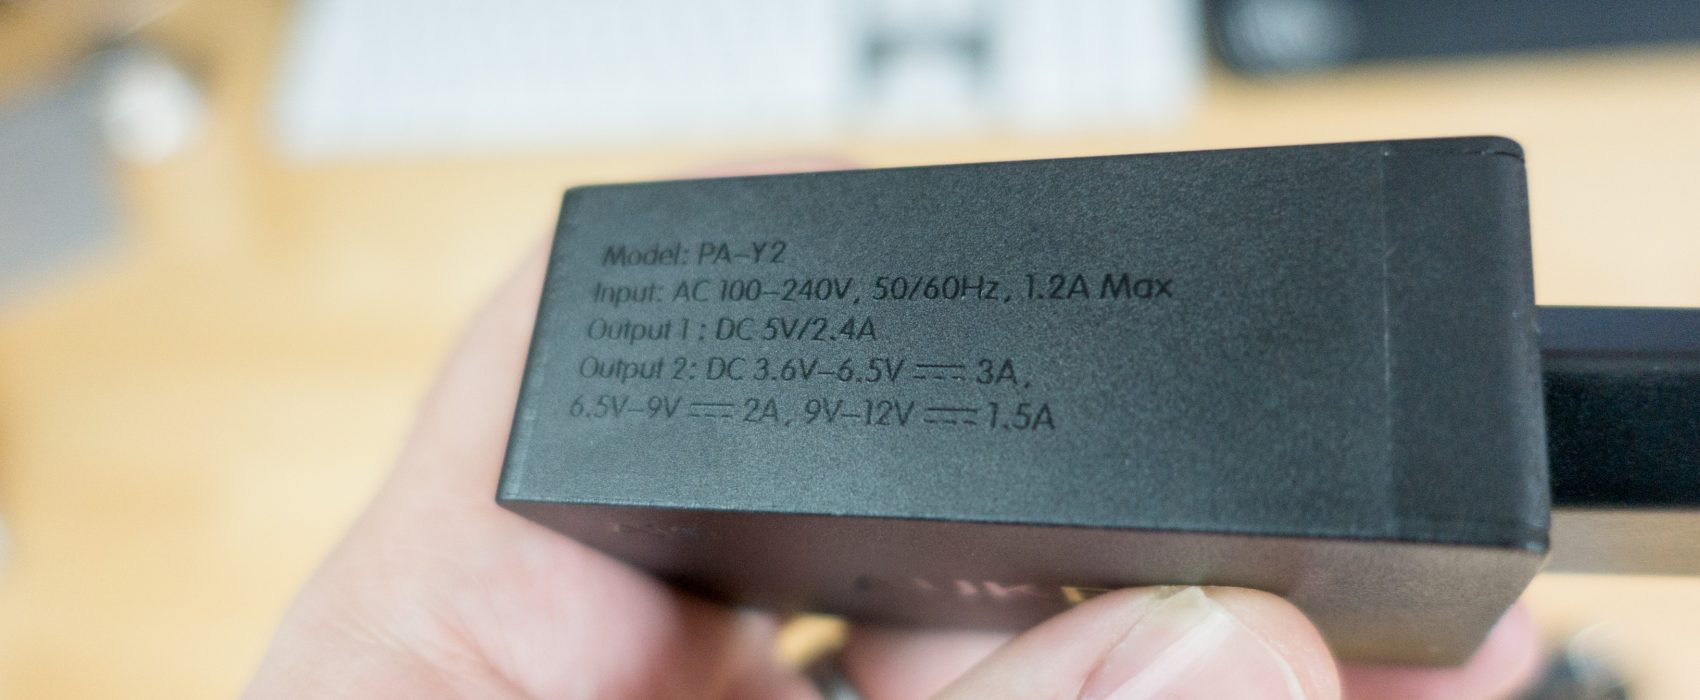 Model: PA-Y2
Input: AC 100-240V, 50/60Hz, 1.2A Max
Output 1 : DC 5V/2.4A
Output 2: DC 3.6V-6.5V ⎓ 3A,
6.5V-9V ⎓ 2A, 9V-12V ⎓ 1.5A